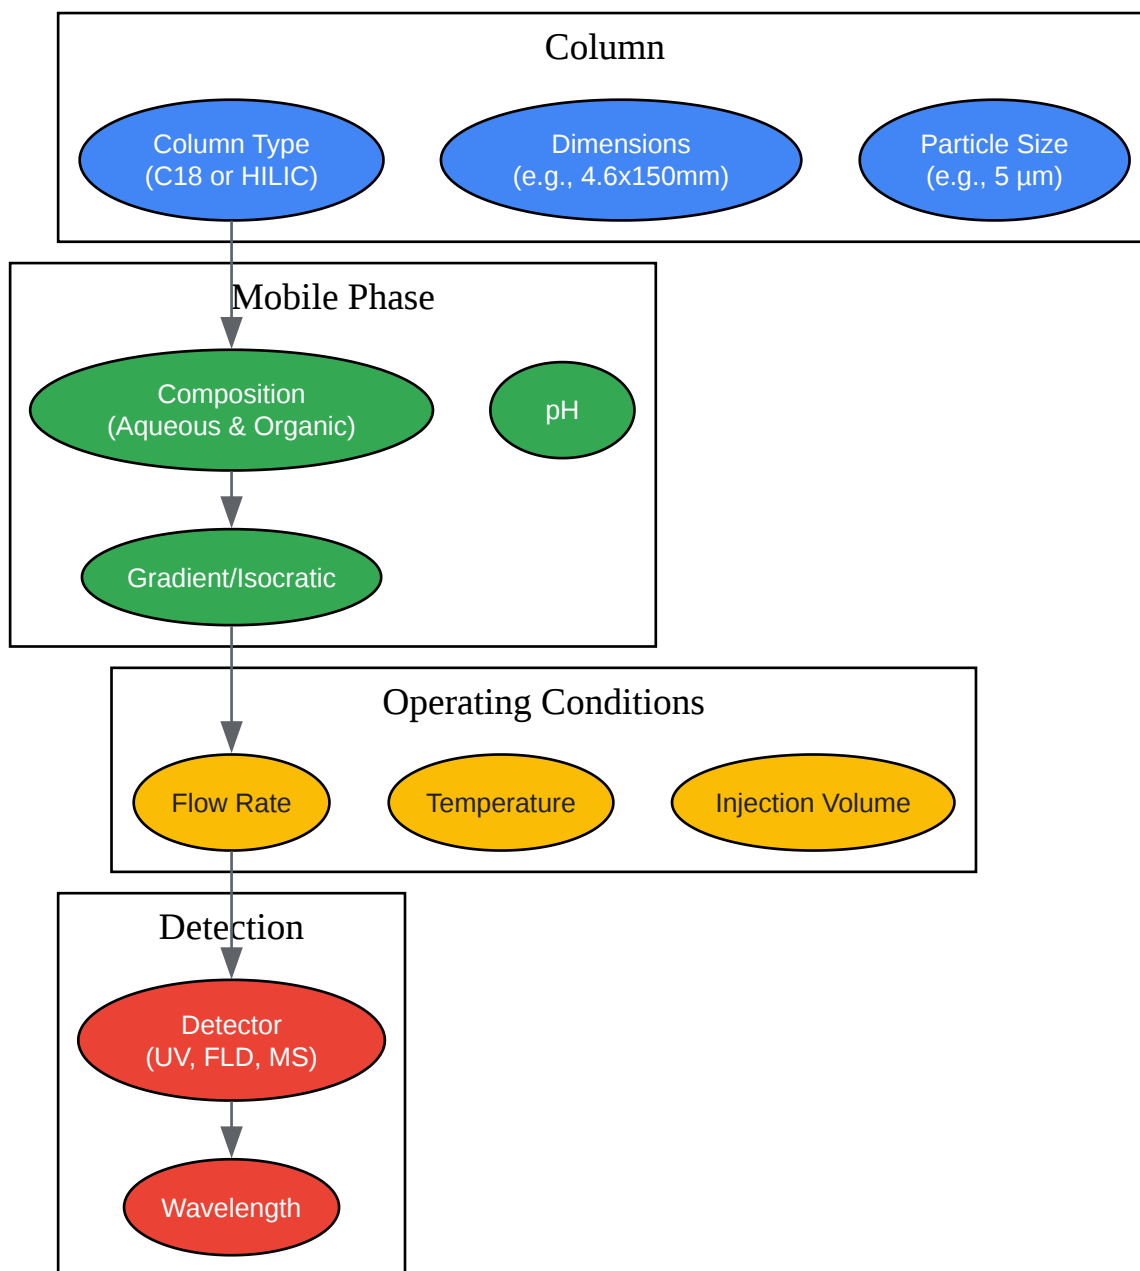 Column
Column Type
(C18 or HILIC)
Dimensions
(e.g., 4.6x150mm)
Particle Size
(e.g., 5 µm)
Mobile Phase
Composition
(Aqueous & Organic)
pH
Gradient/Isocratic
Operating Conditions
Flow Rate
Temperature
Injection Volume
Detection
Detector
(UV, FLD, MS)
Wavelength